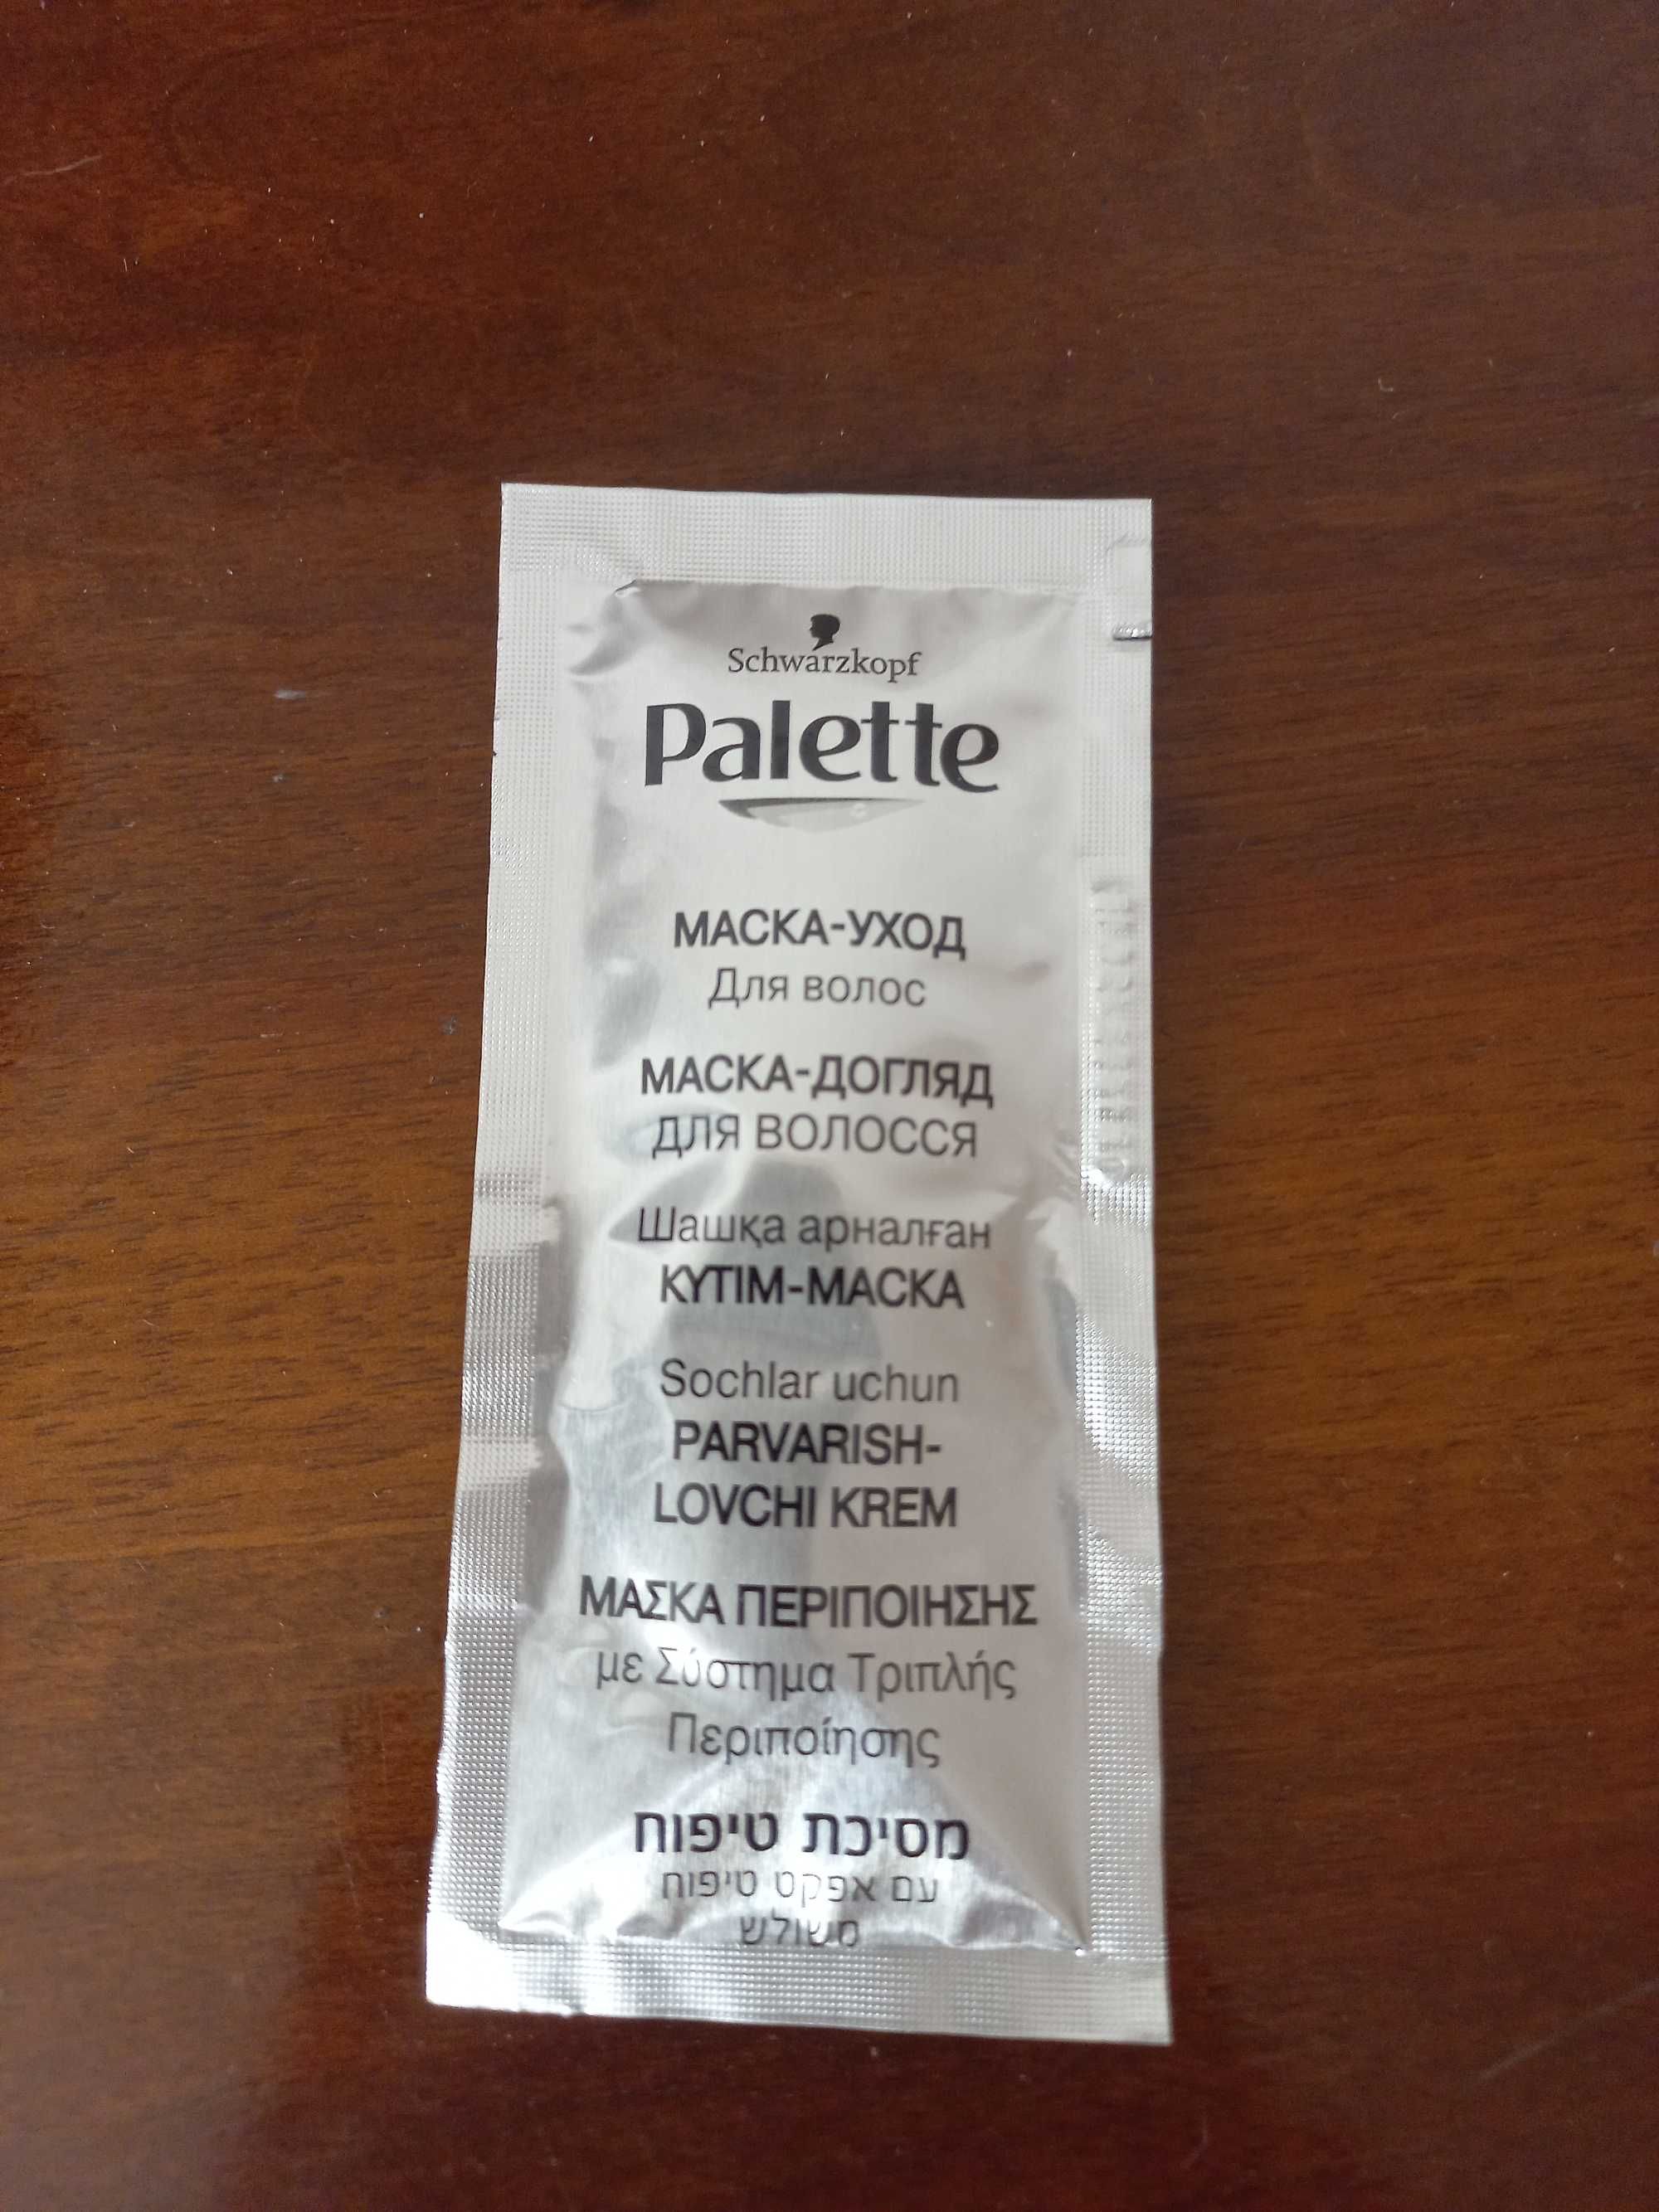 Schwarzkopf
Palette
МАСКА-УХОД
Для волос
МАСКА-ДОГЛЯД
ДЛЯ ВОЛОССЯ
Шашқа арналған
КҮТІМ-МАСКА
Sochlar uchun
PARVARISH-
LOVCHI KREM
ΜΑΣΚΑ ΠΕΡΙΠΟΙΗΣΗΣ
με Σύστημα Τριπλής
Περιποίησης
מסיכת טיפוח
עם אפקט טיפוח
משולש